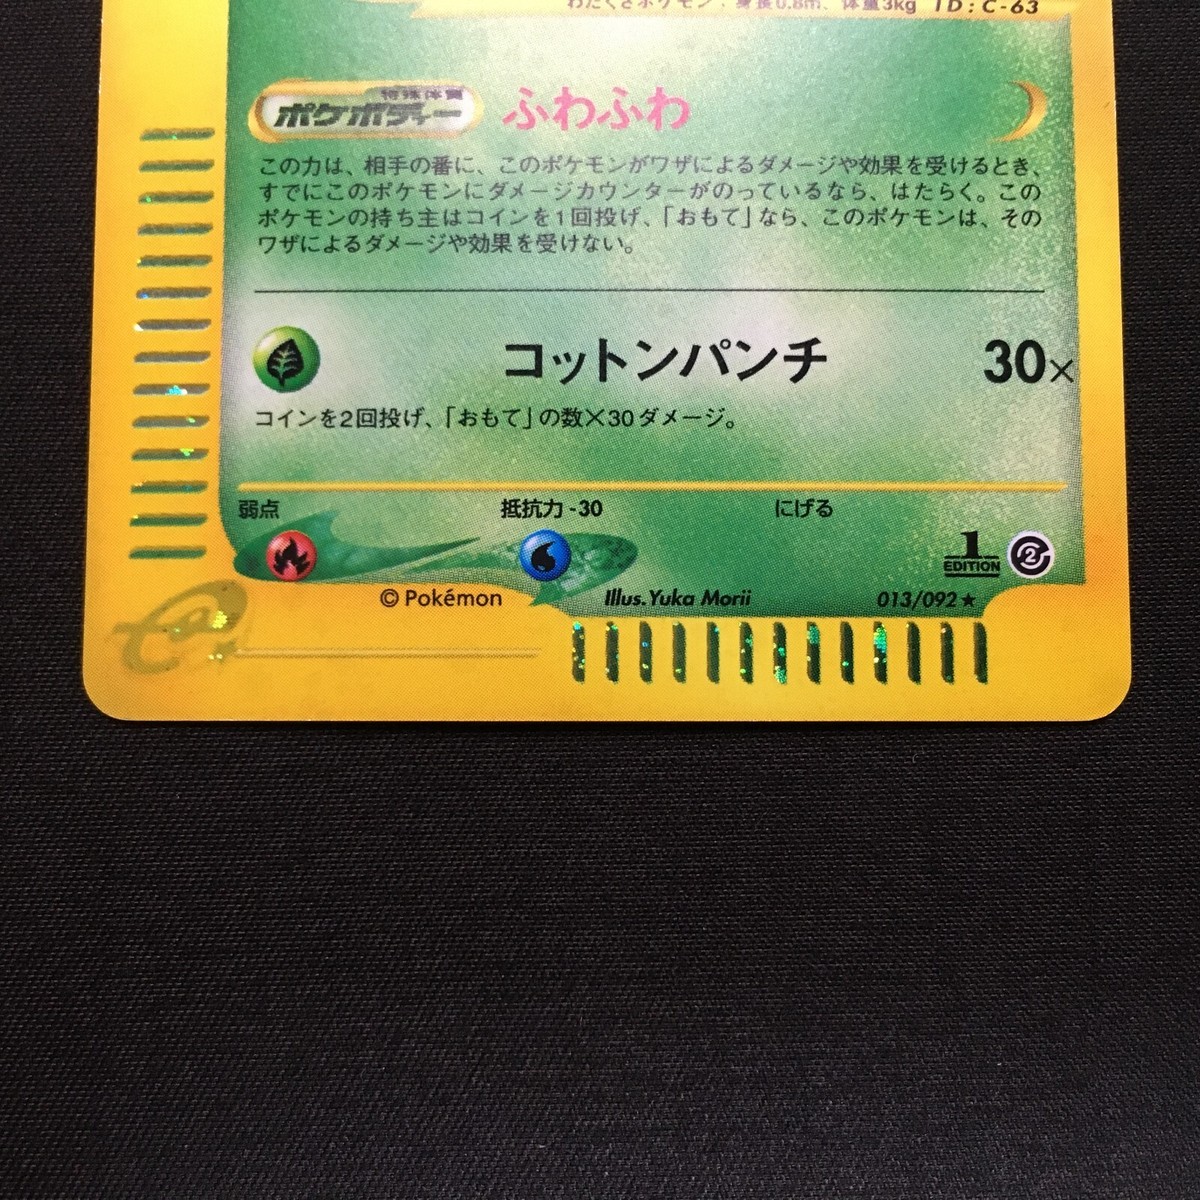 わたくさポケモン：身長0.8m、体重3kg ID：C-63
特殊体質
ポケボディー ふわふわ
この力は、相手の番に、このポケモンがワザによるダメージや効果を受けるとき、
すでにこのポケモンにダメージカウンターがのっているなら、はたらく。この
ポケモンの持ち主はコインを1回投げ、「おもて」なら、このポケモンは、その
ワザによるダメージや効果を受けない。
コットンパンチ 30×
コインを2回投げ、「おもて」の数×30ダメージ。
弱点 抵抗力 -30 にげる
1 EDITION 2
© Pokémon Illus. Yuka Morii 013/092★